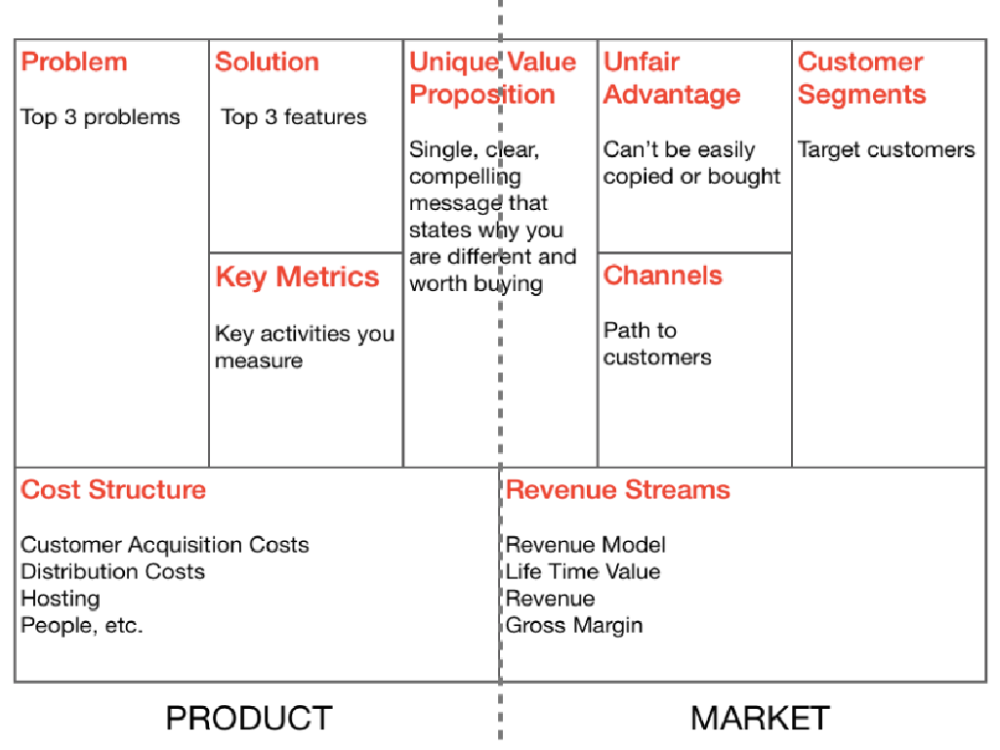 Problem
Top 3 problems
Solution
Top 3 features
Key Metrics
Key activities you
measure
Unique Value
Proposition
Single, clear,
compelling
message that
states why you
are different and
worth buying
Unfair
Advantage
Can't be easily
copied or bought
Channels
Path to
customers
Customer
Segments
Target customers
Cost Structure
Customer Acquisition Costs
Distribution Costs
Hosting
People, etc.
Revenue Streams
Revenue Model
Life Time Value
Revenue
Gross Margin
PRODUCT
MARKET